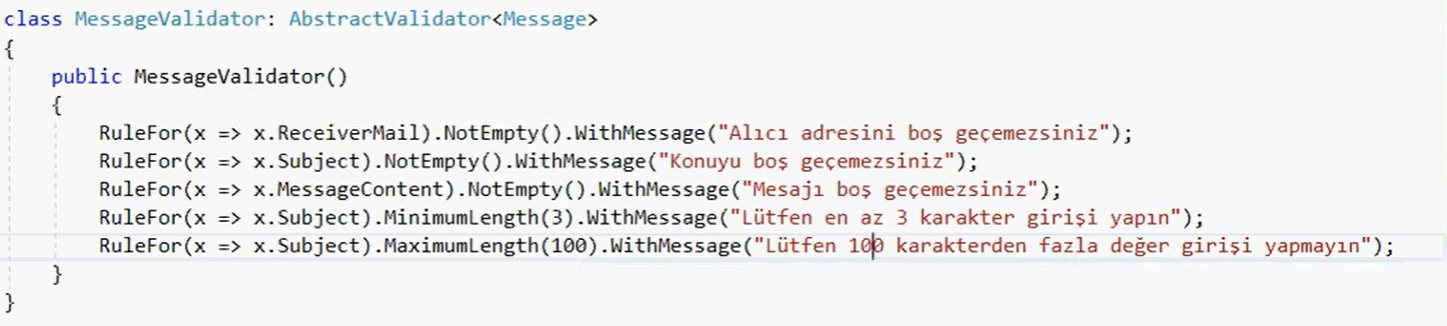 class MessageValidator: AbstractValidator<Message>
{
public MessageValidator()
{
RuleFor(x => x.ReceiverMail).NotEmpty().WithMessage("Alıcı adresini boş geçemezsiniz");
RuleFor(x => x.Subject).NotEmpty().WithMessage("Konuyu boş geçemezsiniz");
RuleFor(x => x.MessageContent).NotEmpty().WithMessage("Mesajı boş geçemezsiniz");
RuleFor(x => x.Subject).MinimumLength(3).WithMessage("Lütfen en az 3 karakter girişi yapın");
RuleFor(x => x.Subject).MaximumLength(100).WithMessage("Lütfen 100 karakterden fazla değer girişi yapmayın");
}
}